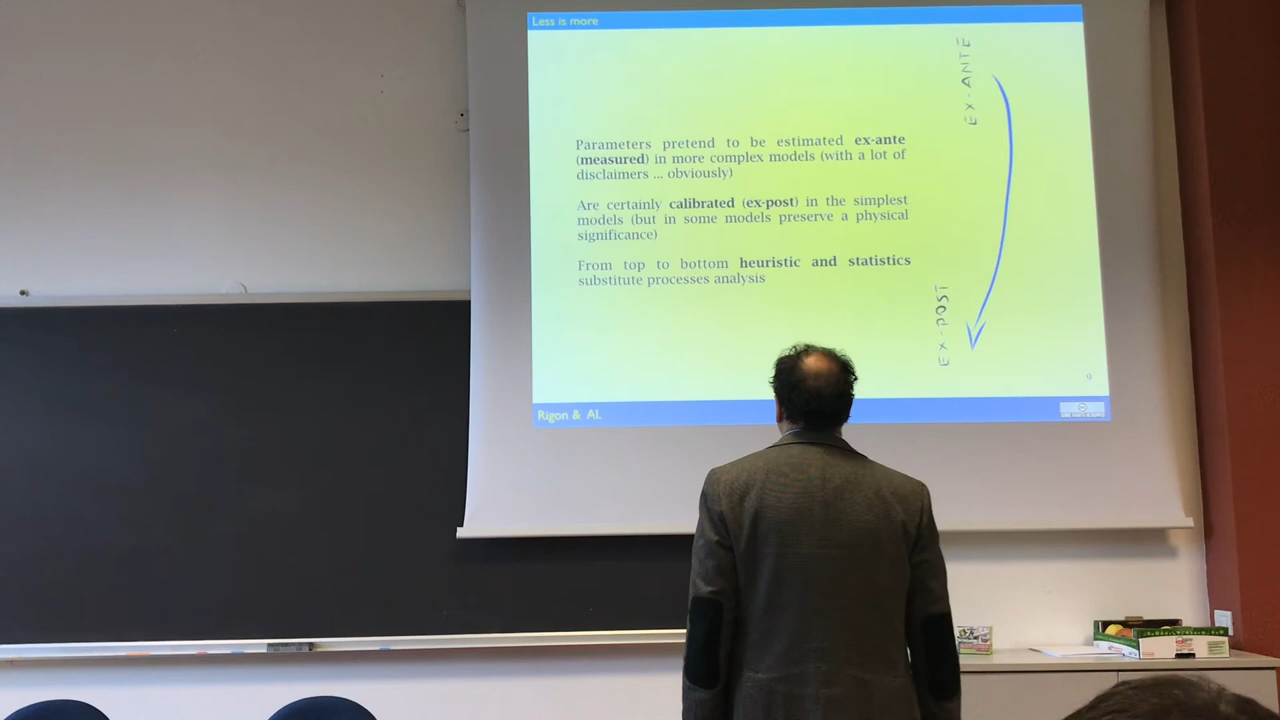 Less is more
EX-ANTE
Parameters pretend to be estimated ex-ante
(measured) in more complex models (with a lot of
disclaimers ... obviously)
Are certainly calibrated (ex-post) in the simplest
models (but in some models preserve a physical
significance)
From top to bottom heuristic and statistics
substitute processes analysis
EX-POST
9
Rigon & Al.